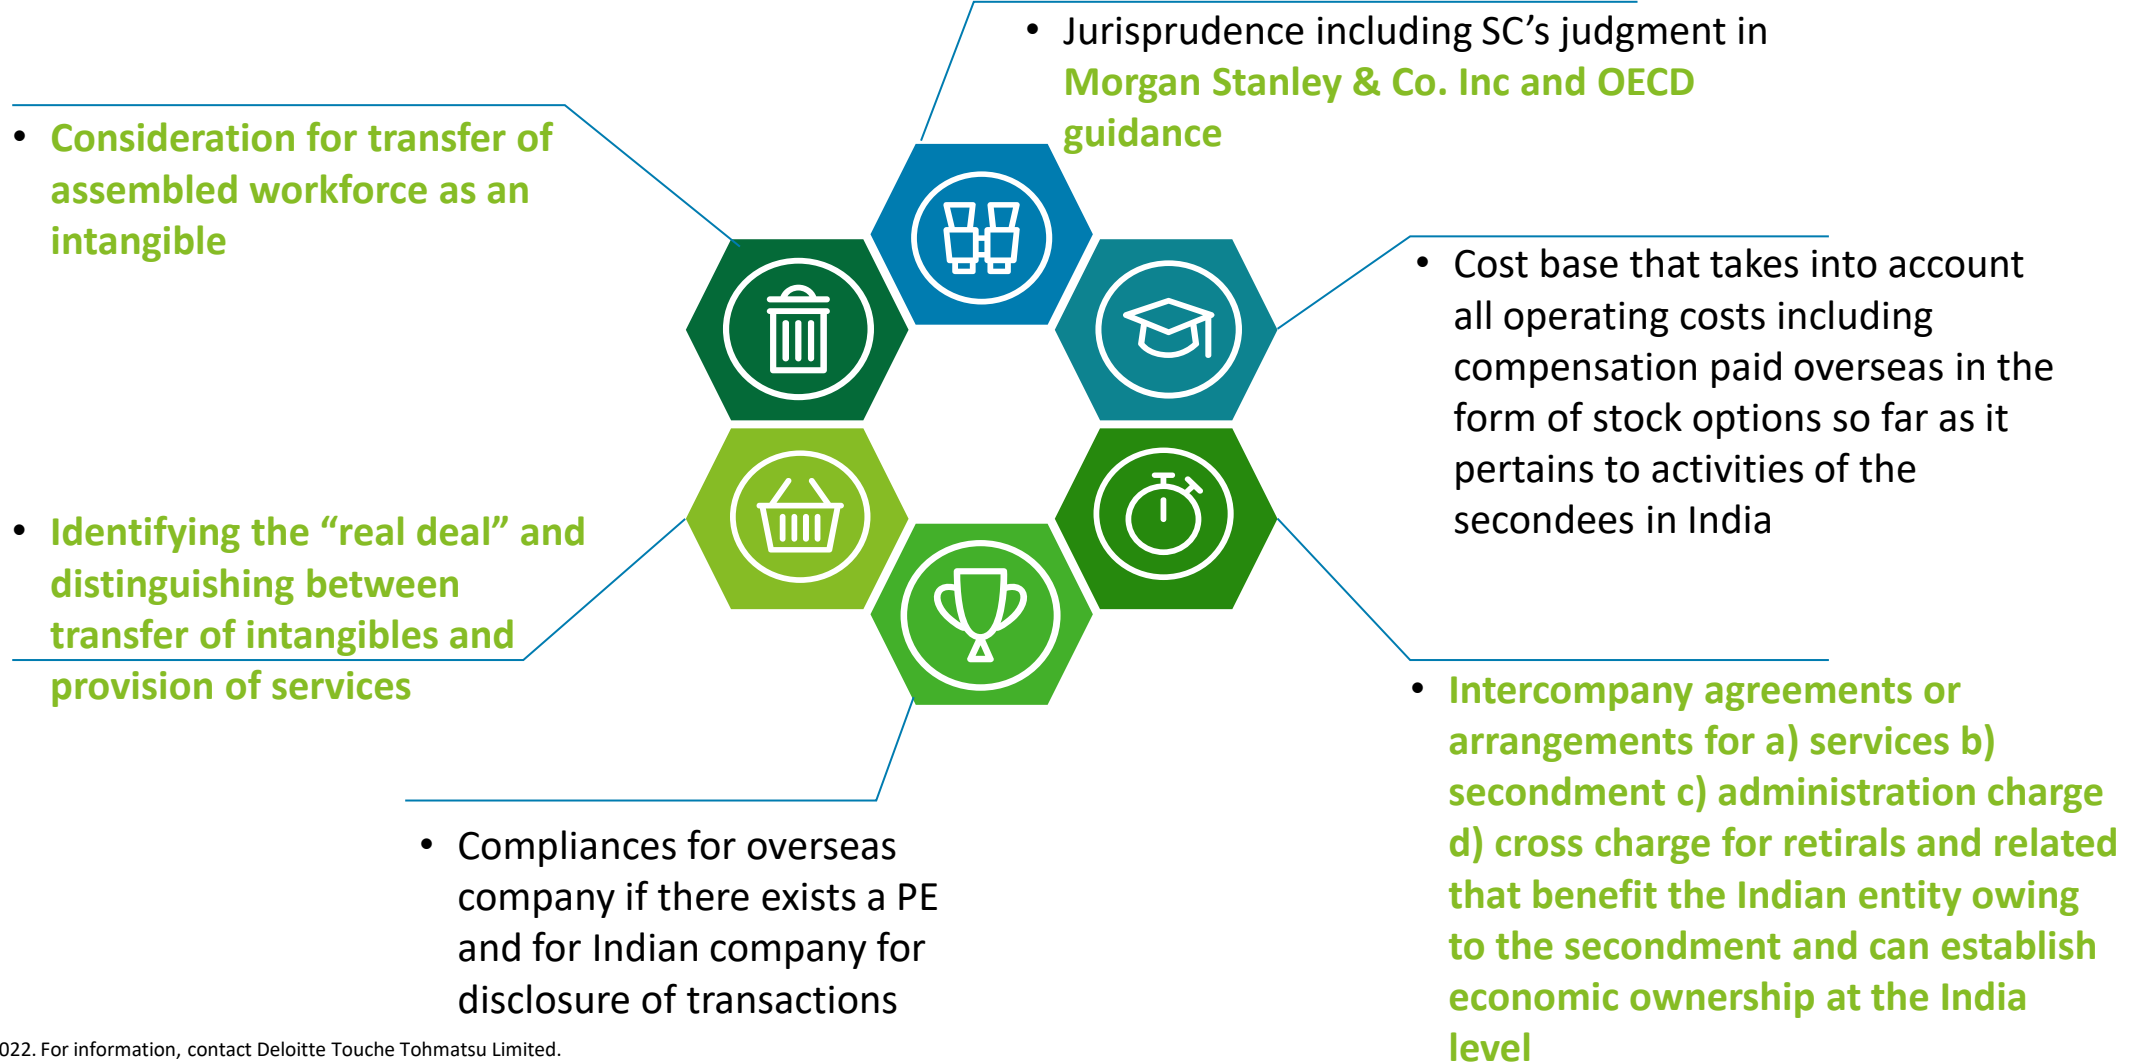 • Jurisprudence including SC’s judgment in
Morgan Stanley & Co. Inc and OECD
guidance
• Consideration for transfer of
assembled workforce as an
intangible
• Cost base that takes into account
all operating costs including
compensation paid overseas in the
form of stock options so far as it
pertains to activities of the
secondees in India
• Identifying the “real deal” and
distinguishing between
transfer of intangibles and
provision of services
• Intercompany agreements or
arrangements for a) services b)
secondment c) administration charge
d) cross charge for retirals and related
that benefit the Indian entity owing
to the secondment and can establish
economic ownership at the India
level
• Compliances for overseas
company if there exists a PE
and for Indian company for
disclosure of transactions
022. For information, contact Deloitte Touche Tohmatsu Limited.